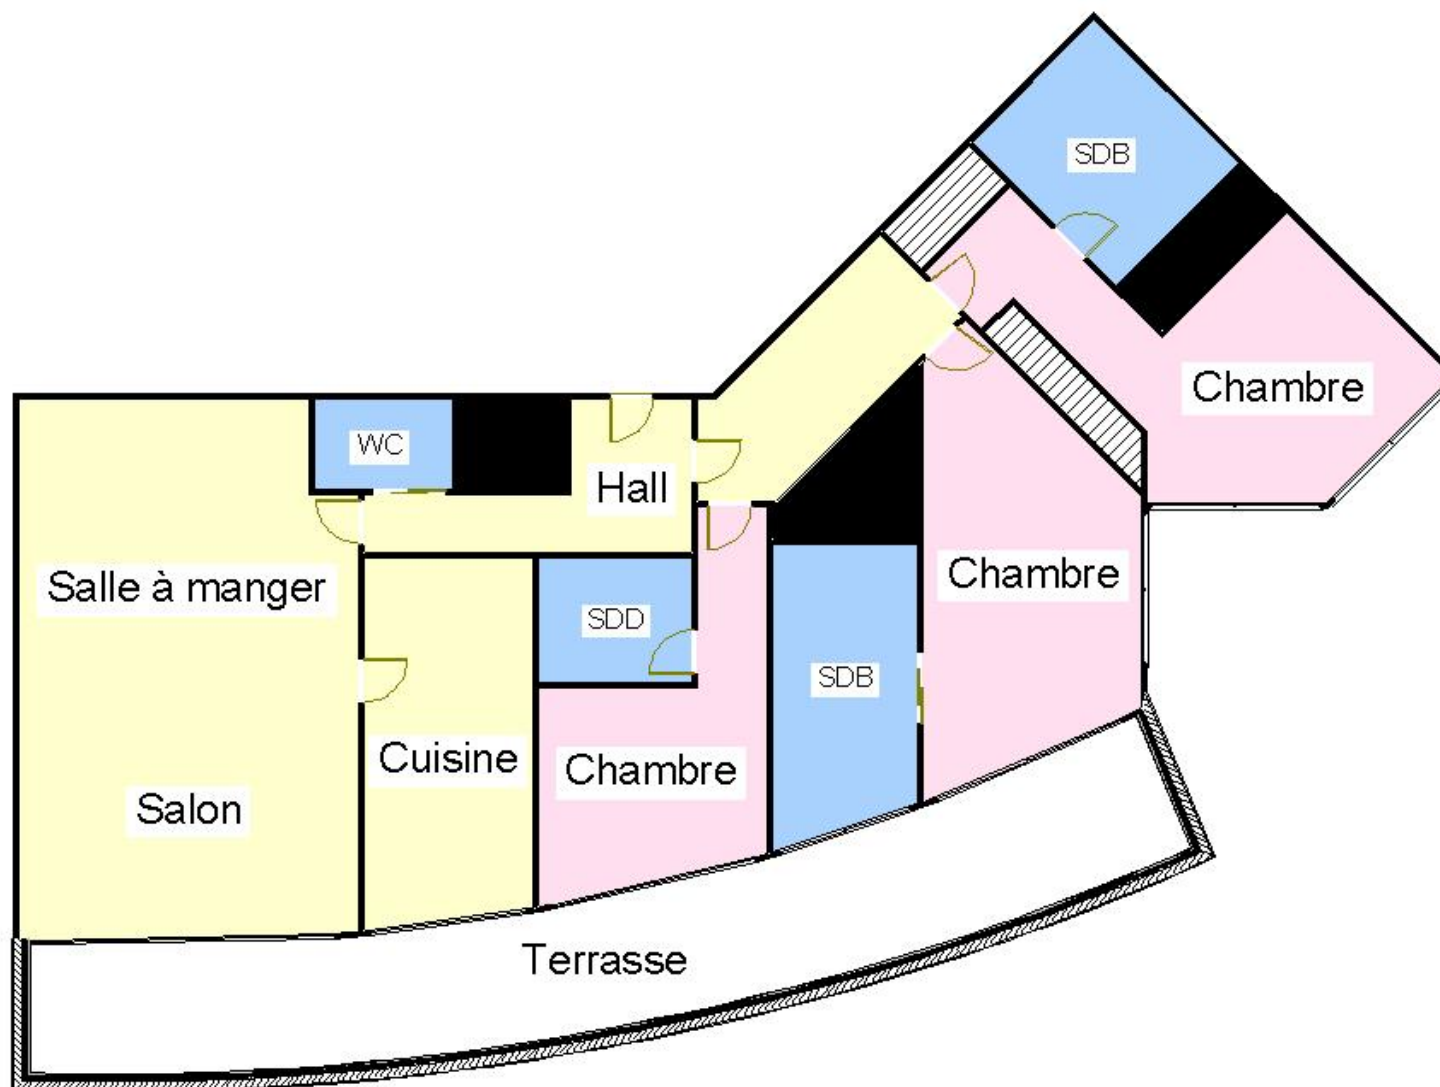 SDB
Chambre
WC
Hall
Salle à manger
Chambre
SDD
SDB
Cuisine
Chambre
Salon
Terrasse